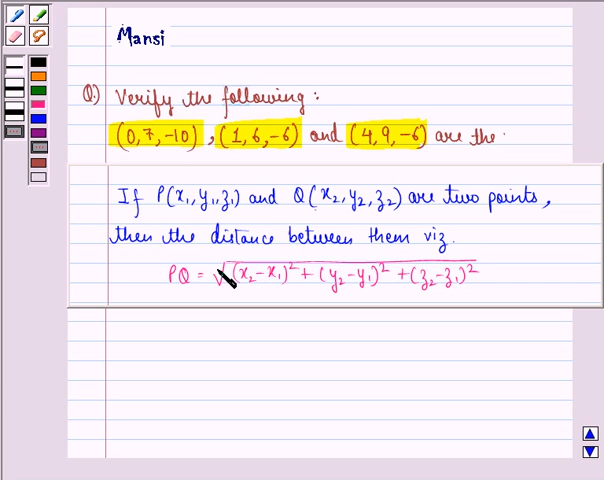 Mansi
Q.) Verify the following :
(0, 7, -10) , (1, 6, -6) and (4, 9, -6) are the
If P(x₁, y₁, z₁) and Q(x₂, y₂, z₂) are two points,
then the distance between them viz.
PQ = √(x₂-x₁)² + (y₂-y₁)² + (z₂-z₁)²